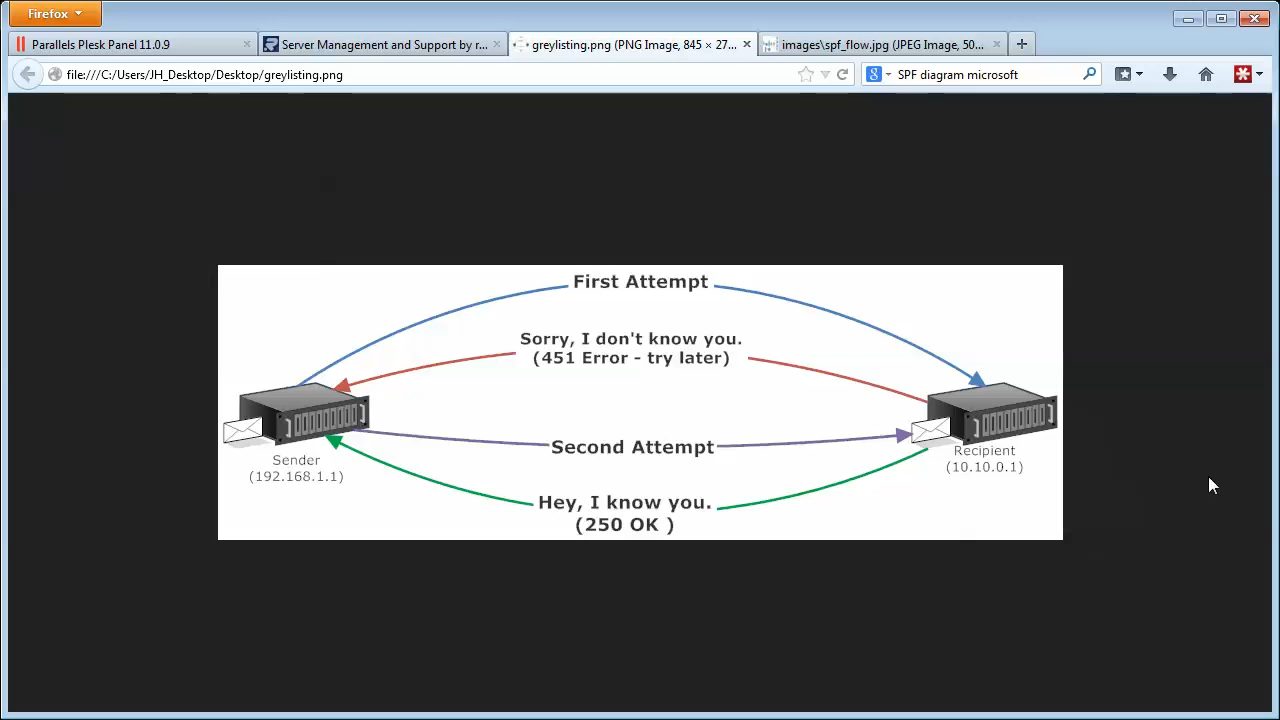 Firefox
Parallels Plesk Panel 11.0.9
Server Management and Support by r...
greylisting.png (PNG Image, 845 × 27...
images\spf_flow.jpg (JPEG Image, 50...
file:///C:/Users/JH_Desktop/Desktop/greylisting.png
SPF diagram microsoft
First Attempt
Sorry, I don't know you.
(451 Error - try later)
Second Attempt
Sender
(192.168.1.1)
Recipient
(10.10.0.1)
Hey, I know you.
(250 OK )